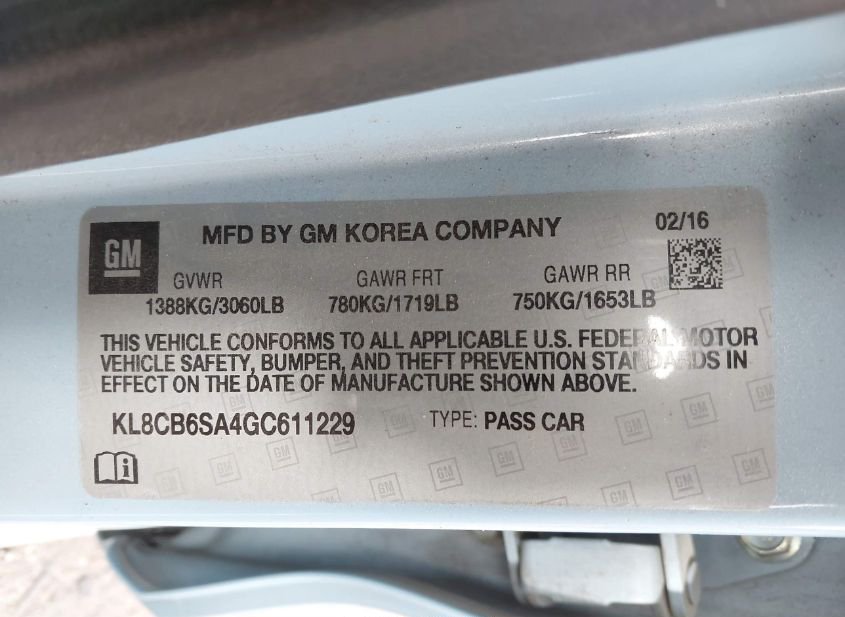 GM
MFD BY GM KOREA COMPANY
02/16
GVWR
GAWR FRT
GAWR RR
1388KG/3060LB
780KG/1719LB
750KG/1653LB
THIS VEHICLE CONFORMS TO ALL APPLICABLE U.S. FEDERAL MOTOR
VEHICLE SAFETY, BUMPER, AND THEFT PREVENTION STANDARDS IN
EFFECT ON THE DATE OF MANUFACTURE SHOWN ABOVE.
KL8CB6SA4GC611229
TYPE: PASS CAR